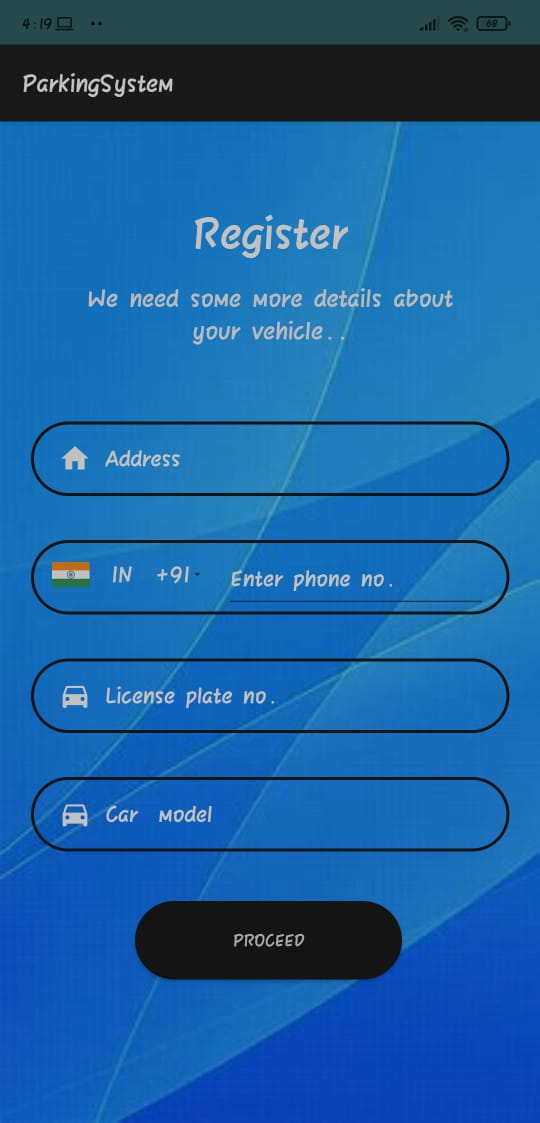 4:19
68
ParkingSystem
Register
We need some more details about
your vehicle..
Address
IN +91 Enter phone no.
License plate no.
Car model
PROCEED